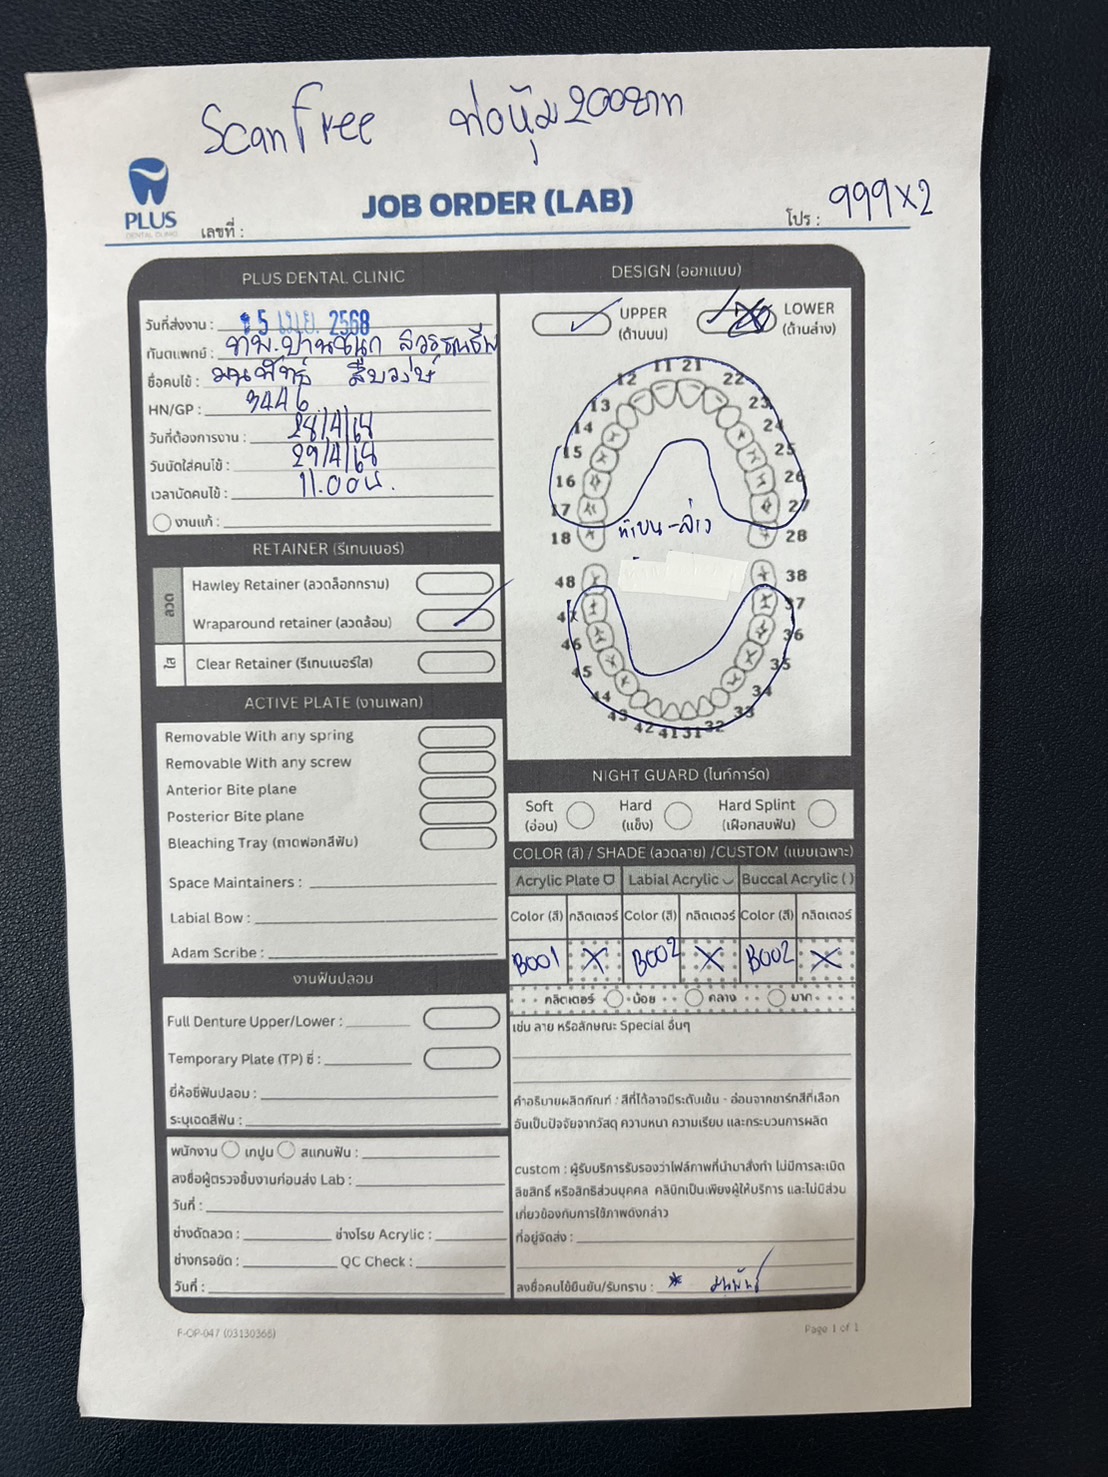 Scan Free ท่อหุ้ม 200บาท
PLUS
DENTAL CLINIC
JOB ORDER (LAB)
เลขที่ :
โปร : 999x2
PLUS DENTAL CLINIC
วันที่ส่งงาน : 5 เม.ย. 2568
ทันตแพทย์ : ทพ.ปานชนก
ชื่อคนไข้ : มนพัทธ์ สืบวงษ์
HN/GP : 3446
วันที่ต้องการงาน : 28/4/68
วันนัดใส่คนไข้ : 29/4/68
เวลานัดคนไข้ : 11.00น.
งานแก้ :
RETAINER (รีเทนเนอร์)
ลวด
Hawley Retainer (ลวดล็อกกราม)
Wraparound retainer (ลวดล้อม)
ใส
Clear Retainer (รีเทนเนอร์ใส)
ACTIVE PLATE (งานเพลท)
Removable With any spring
Removable With any screw
Anterior Bite plane
Posterior Bite plane
Bleaching Tray (ถาดฟอกสีฟัน)
Space Maintainers :
Labial Bow :
Adam Scribe :
งานฟันปลอม
Full Denture Upper/Lower :
Temporary Plate (TP) ซี่ :
ยี่ห้อซี่ฟันปลอม :
ระบุเฉดสีฟัน :
พนักงาน เทปูน สแกนฟัน :
ลงชื่อผู้ตรวจชิ้นงานก่อนส่ง Lab :
วันที่ :
ช่างดัดลวด : ช่างโรย Acrylic :
ช่างกรอขัด : QC Check :
วันที่ :
DESIGN (ออกแบบ)
UPPER
(ด้านบน)
LOWER
(ด้านล่าง)
11 21
12 22
13 23
14 24
15 25
16 26
17 27
18 28
ทำบน-ล่าง
48 38
47 37
46 36
45 35
44 34
43 33
42 41 31 32
NIGHT GUARD (ไนท์การ์ด)
Soft
(อ่อน)
Hard
(แข็ง)
Hard Splint
(เฝือกสบฟัน)
COLOR (สี) / SHADE (ลวดลาย) /CUSTOM (แบบเฉพาะ)
Acrylic Plate Labial Acrylic Buccal Acrylic ( )
Color (สี) กลิตเตอร์ Color (สี) กลิตเตอร์ Color (สี) กลิตเตอร์
B001 X B002 X B002 X
กลิตเตอร์ น้อย กลาง มาก
เช่น ลาย หรือลักษณะ Special อื่นๆ
คำอธิบายผลิตภัณฑ์ : สีที่ได้อาจมีระดับเข้ม - อ่อนจากชาร์ทสีที่เลือก
อันเป็นปัจจัยจากวัสดุ ความหนา ความเรียบ และกระบวนการผลิต
custom : ผู้รับบริการรับรองว่าไฟล์ภาพที่นำมาสั่งทำ ไม่มีการละเมิด
ลิขสิทธิ์ หรือสิทธิส่วนบุคคล คลินิกเป็นเพียงผู้ให้บริการ และไม่มีส่วน
เกี่ยวข้องกับการใช้ภาพดังกล่าว
ที่อยู่จัดส่ง :
ลงชื่อคนไข้ยืนยัน/รับทราบ : * มนพัทธ์
F-OP-047 (03130366)
Page 1 of 1